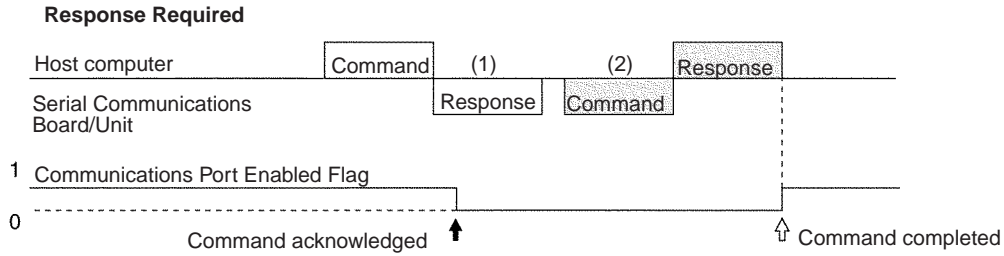 Response Required
Host computer
Command
(1)
(2)
Response
Serial Communications
Board/Unit
Response
Command
1
Communications Port Enabled Flag
0
Command acknowledged
Command completed